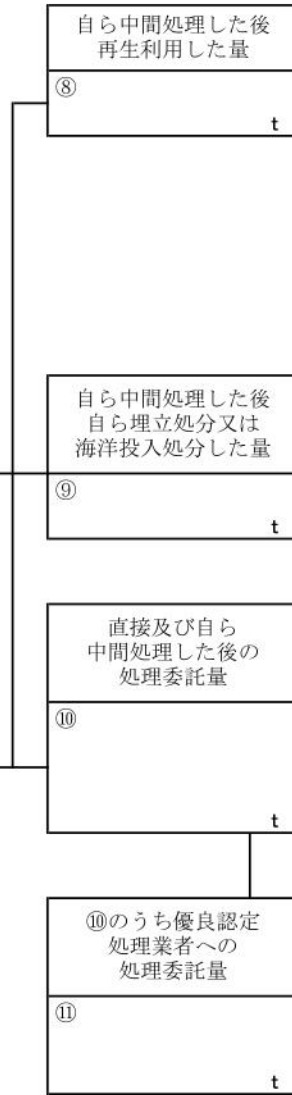 自ら中間処理した後
再生利用した量
⑧
t
自ら中間処理した後
自ら埋立処分又は
海洋投入処分した量
⑨
t
直接及び自ら
中間処理した後の
処理委託量
⑩
t
⑩のうち優良認定
処理業者への
処理委託量
⑪
t